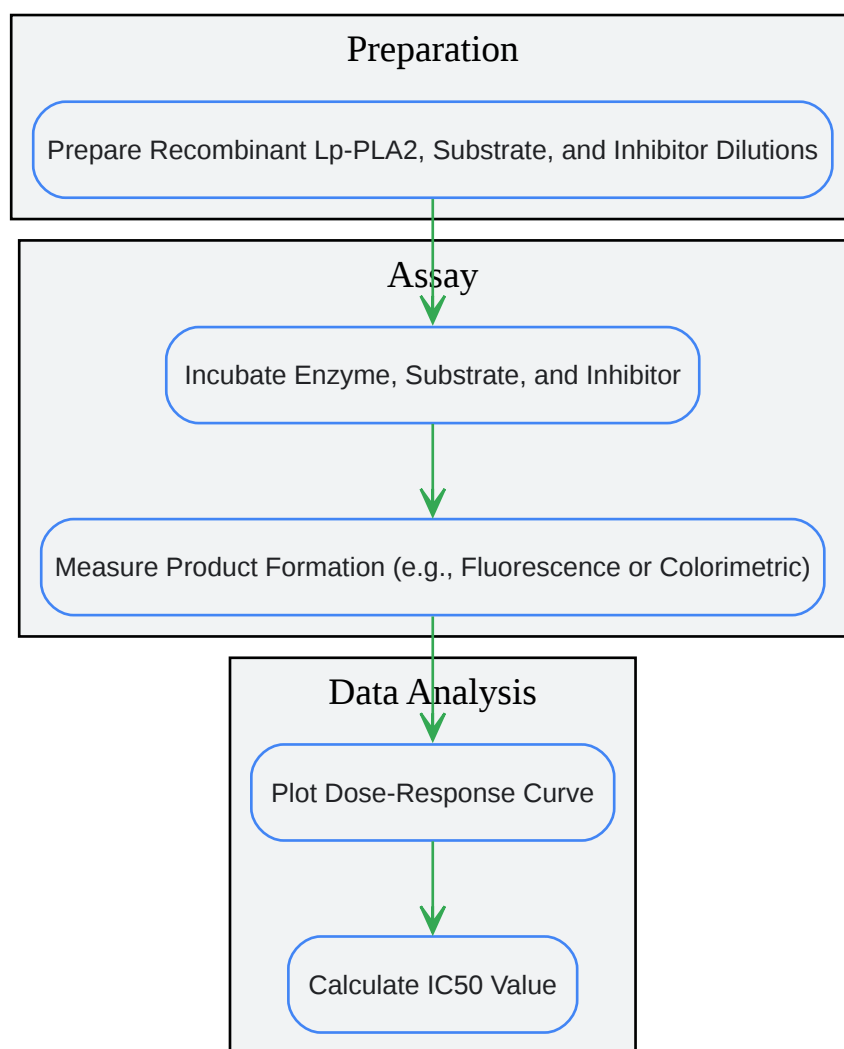 Preparation
Prepare Recombinant Lp-PLA2, Substrate, and Inhibitor Dilutions
Assay
Incubate Enzyme, Substrate, and Inhibitor
Measure Product Formation (e.g., Fluorescence or Colorimetric)
Data Analysis
Plot Dose-Response Curve
Calculate IC50 Value